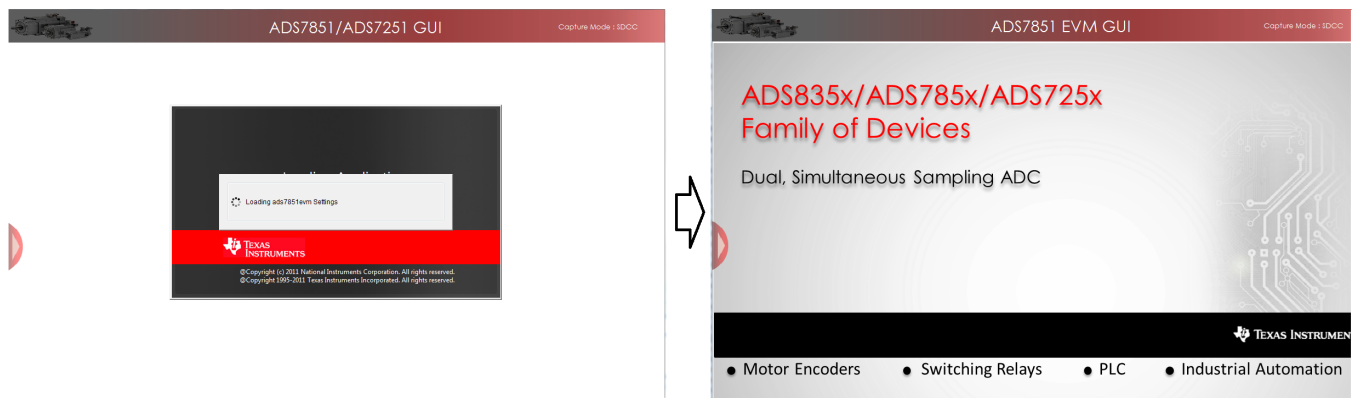 ADS7851/ADS7251 GUI
Capture Mode : SDCC
Loading ads7851evm Settings
TEXAS
INSTRUMENTS
@Copyright (c) 2011 National Instruments Corporation. All rights reserved.
@Copyright 1995-2011 Texas Instruments Incorporated. All rights reserved.
ADS7851 EVM GUI
Capture Mode : SDCC
ADS835x/ADS785x/ADS725x
Family of Devices
Dual, Simultaneous Sampling ADC
TEXAS INSTRUMEN
● Motor Encoders ● Switching Relays ● PLC ● Industrial Automation